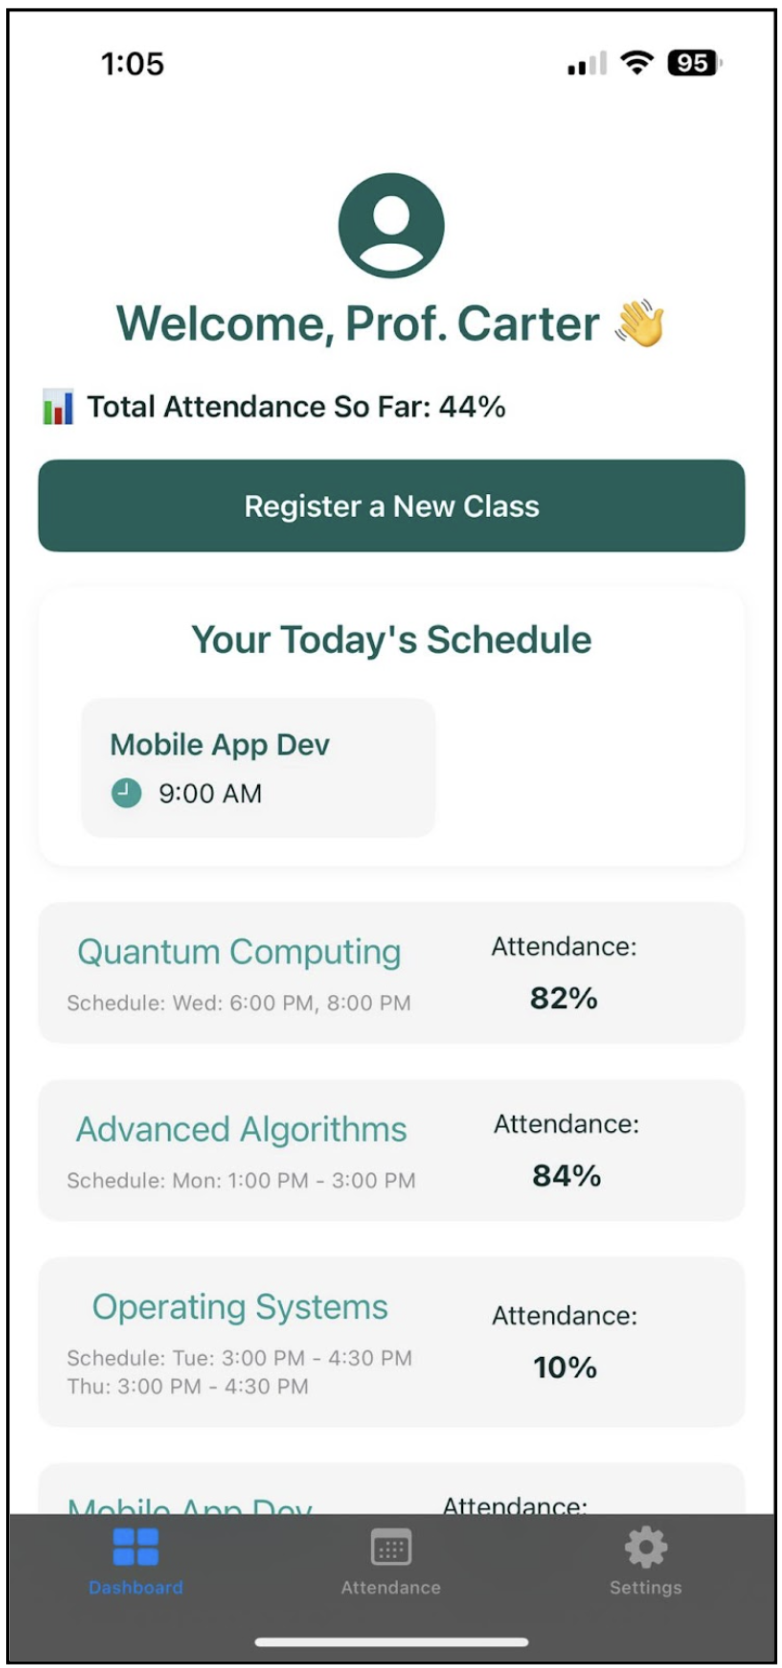 1:05
95
Welcome, Prof. Carter 👋
📊 Total Attendance So Far: 44%
Register a New Class
Your Today's Schedule
Mobile App Dev
9:00 AM
Quantum Computing
Attendance:
Schedule: Wed: 6:00 PM, 8:00 PM
82%
Advanced Algorithms
Attendance:
Schedule: Mon: 1:00 PM - 3:00 PM
84%
Operating Systems
Attendance:
Schedule: Tue: 3:00 PM - 4:30 PM
Thu: 3:00 PM - 4:30 PM
10%
Mobile App Dev
Attendance:
Dashboard
Attendance
Settings